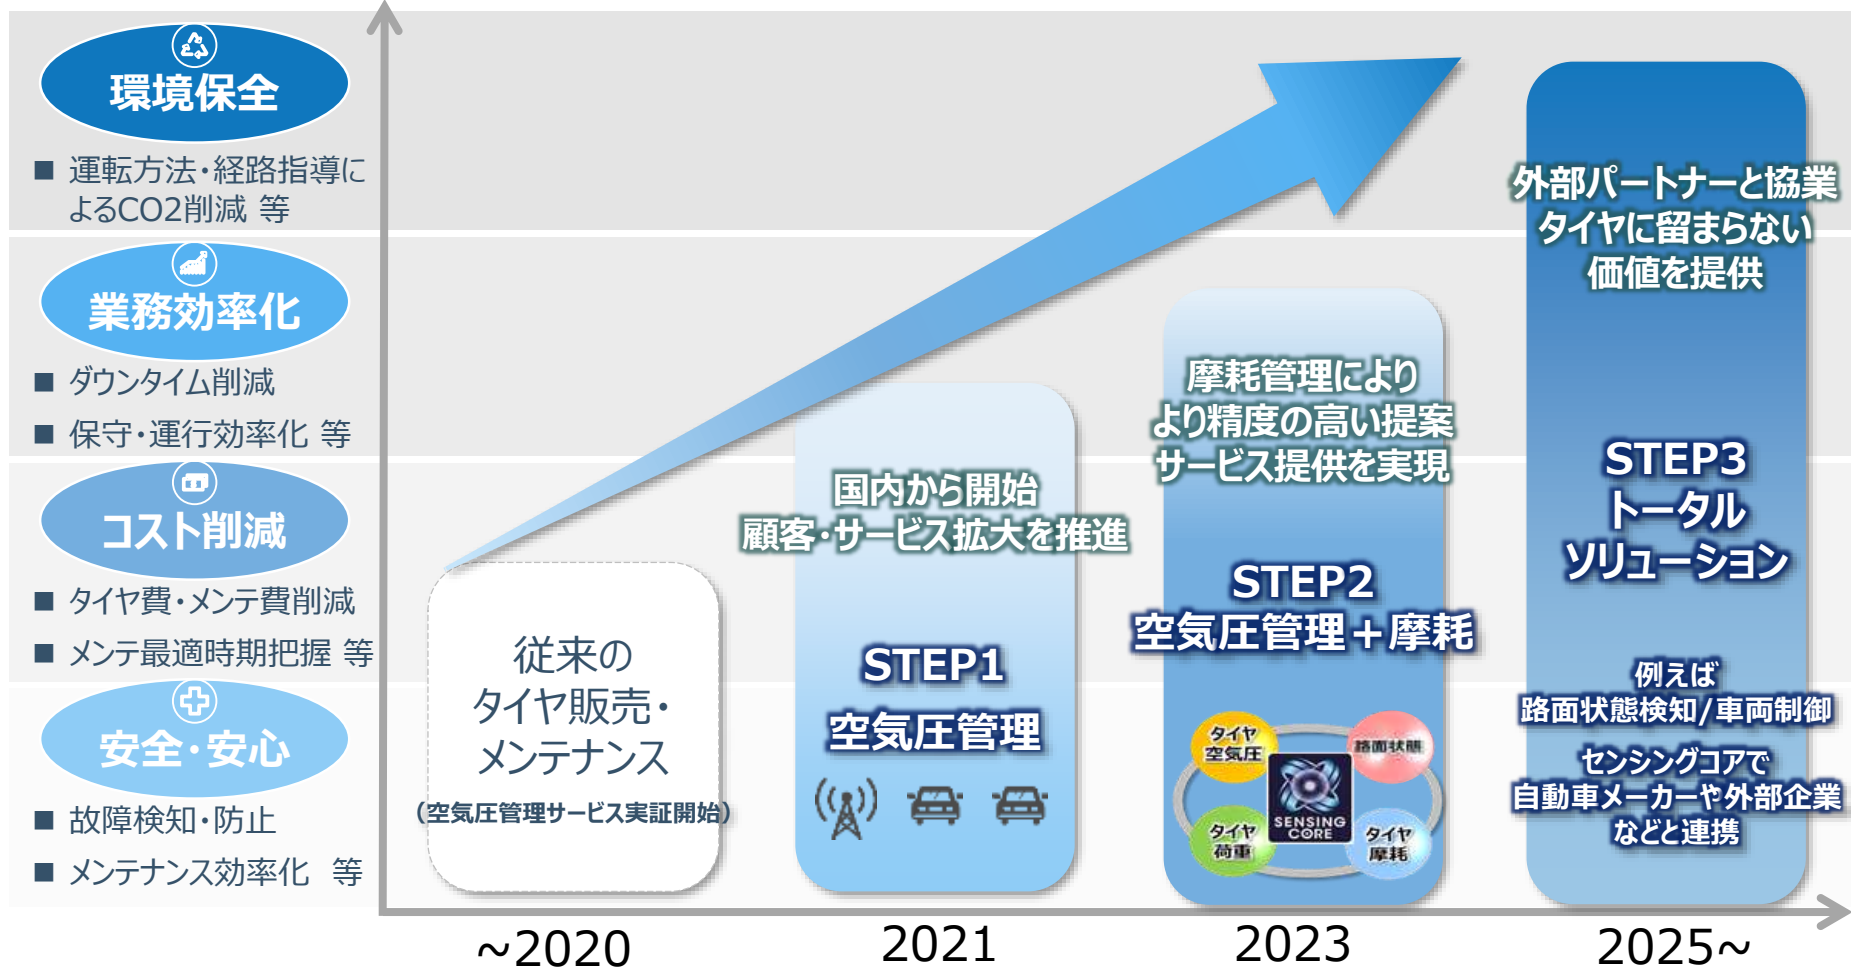 環境保全
■ 運転方法・経路指導に
よるCO2削減 等
業務効率化
■ ダウンタイム削減
■ 保守・運行効率化 等
コスト削減
■ タイヤ費・メンテ費削減
■ メンテ最適時期把握 等
安全・安心
■ 故障検知・防止
■ メンテナンス効率化 等
従来の
タイヤ販売・
メンテナンス
（空気圧管理サービス実証開始）
~2020
国内から開始
顧客・サービス拡大を推進
STEP1
空気圧管理
2021
摩耗管理により
より精度の高い提案
サービス提供を実現
STEP2
空気圧管理＋摩耗
タイヤ
空気圧
路面状態
SENSING
CORE
タイヤ
荷重
タイヤ
摩耗
2023
外部パートナーと協業
タイヤに留まらない
価値を提供
STEP3
トータル
ソリューション
例えば
路面状態検知/車両制御
センシングコアで
自動車メーカーや外部企業
などと連携
2025~